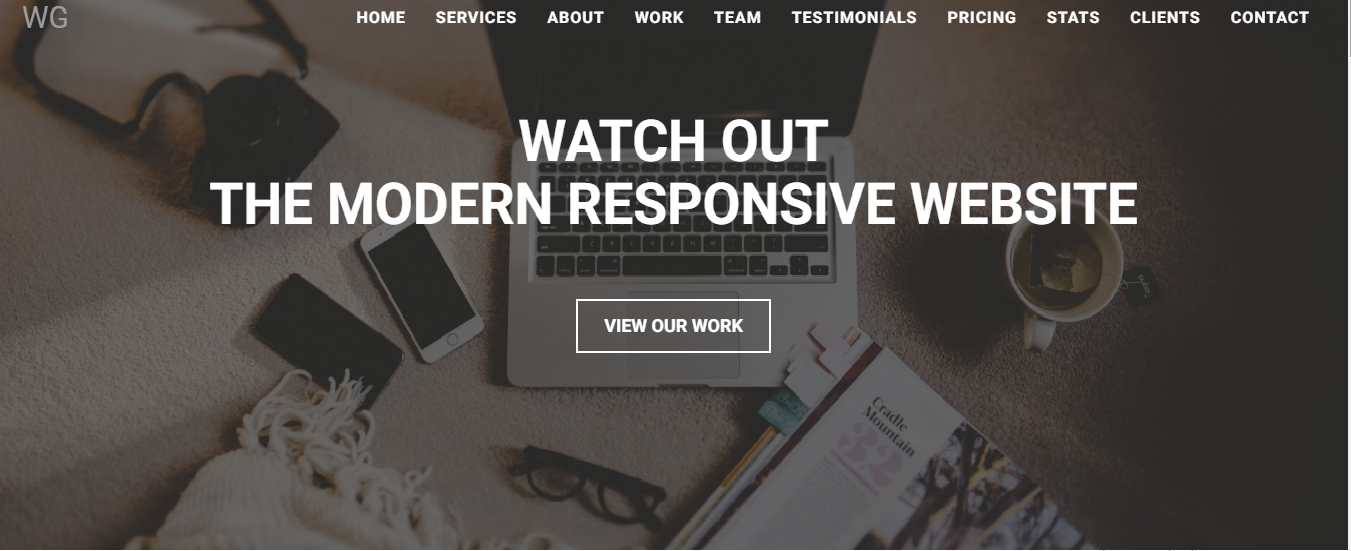 WG
HOME SERVICES ABOUT WORK TEAM TESTIMONIALS PRICING STATS CLIENTS CONTACT
WATCH OUT
THE MODERN RESPONSIVE WEBSITE
VIEW OUR WORK
Cradle
Mountain
32